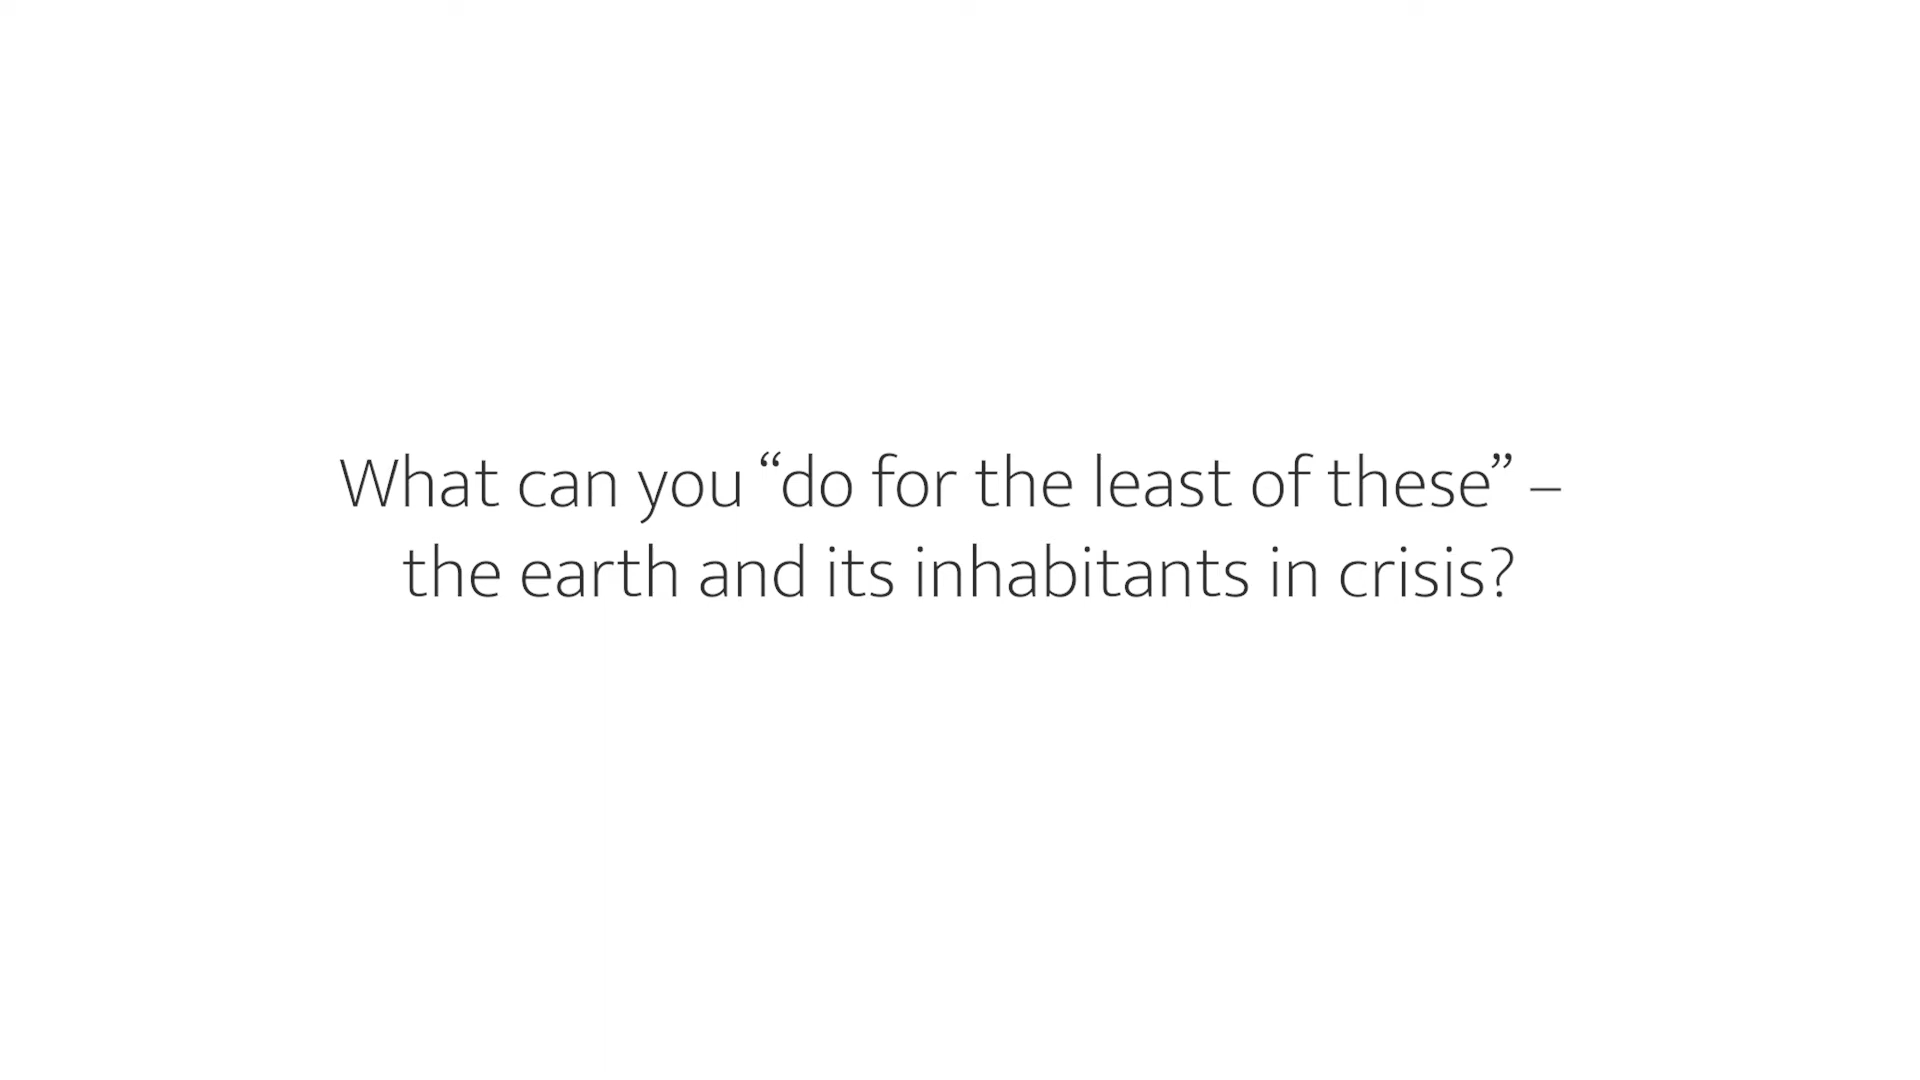 What can you “do for the least of these” –
the earth and its inhabitants in crisis?